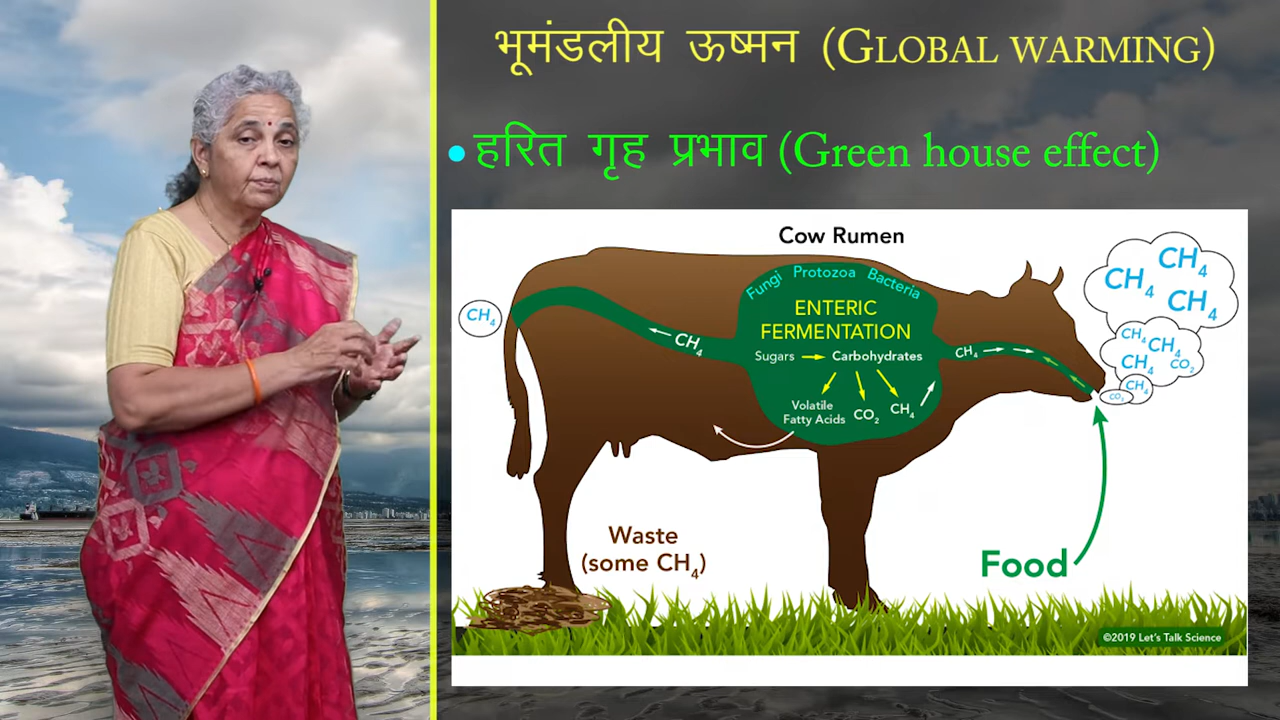 भूमंडलीय ऊष्मन (GLOBAL WARMING)
• हरित गृह प्रभाव (Green house effect)
Cow Rumen
Fungi Protozoa Bacteria
ENTERIC
FERMENTATION
Sugars Carbohydrates
Volatile
Fatty Acids
CO2
CH4
CH4
CH4
CH4
CH4
CH4
CH4
CH4
CH4
CH4
CO2
CH4
CO2
Waste
(some CH4)
Food
©2019 Let's Talk Science